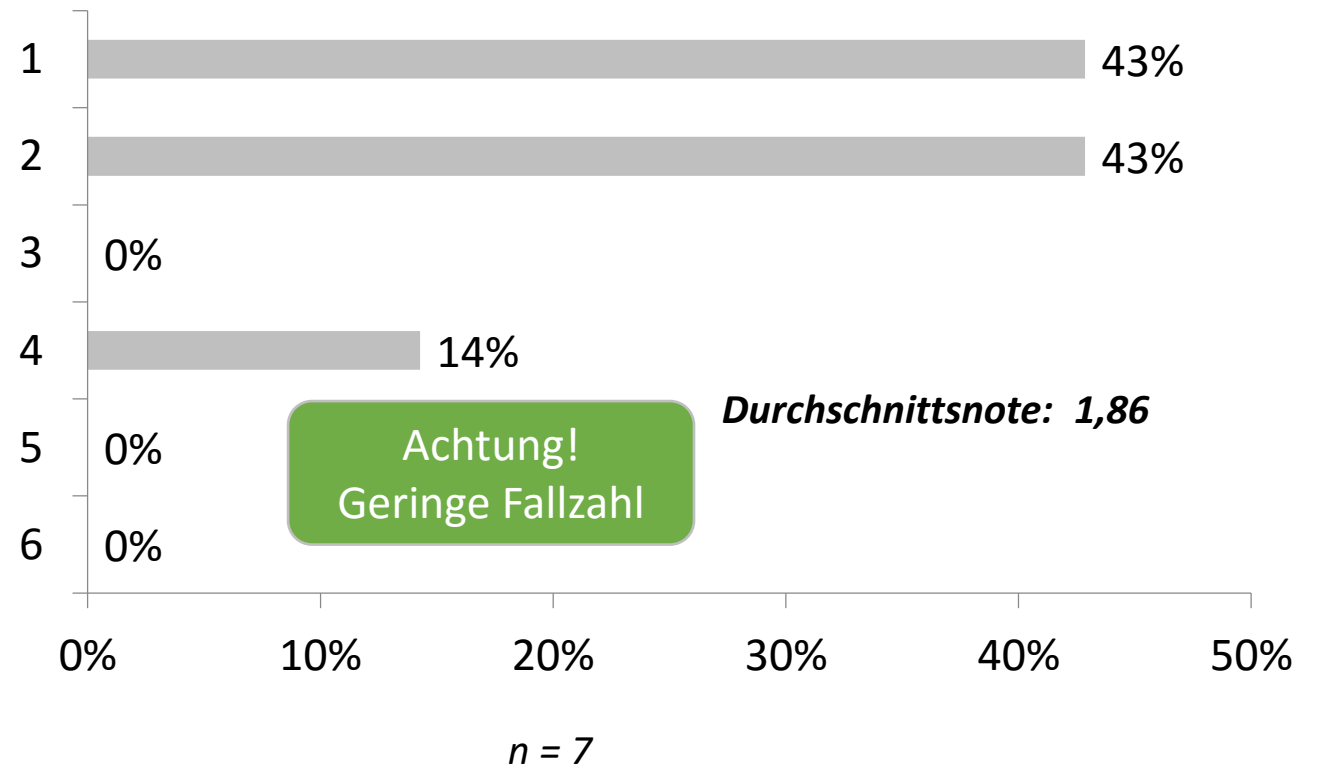 1 43%
2 43%
3 0%
4 14%
Durchschnittsnote: 1,86
Achtung!
Geringe Fallzahl
5 0%
6 0%
0% 10% 20% 30% 40% 50%
n = 7